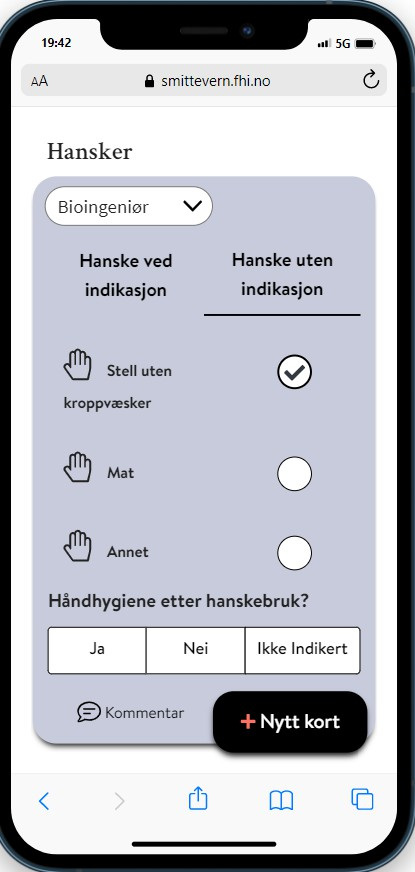 19:42
5G
AA
smittevern.fhi.no
Hansker
Bioingeniør
Hanske ved
indikasjon
Hanske uten
indikasjon
Stell uten
kroppvæsker
Mat
Annet
Håndhygiene etter hanskebruk?
Ja Nei Ikke Indikert
Kommentar
+ Nytt kort